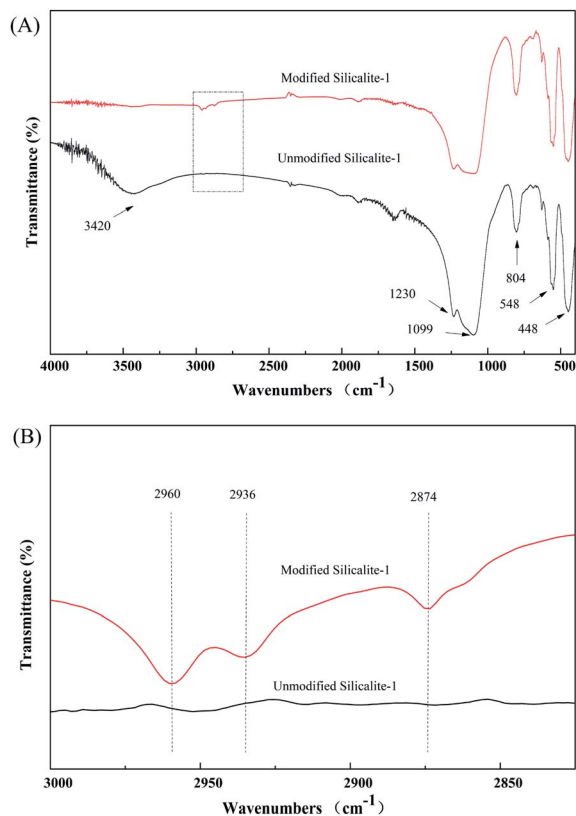 (A)
Transmittance (%)
Modified Silicalite-1
Unmodified Silicalite-1
3420
1230
1099
804
548
448
4000 3500 3000 2500 2000 1500 1000 500
Wavenumbers （cm-1）
(B)
Transmittance (%)
2960 2936 2874
Modified Silicalite-1
Unmodified Silicalite-1
3000 2950 2900 2850
Wavenumbers （cm-1）